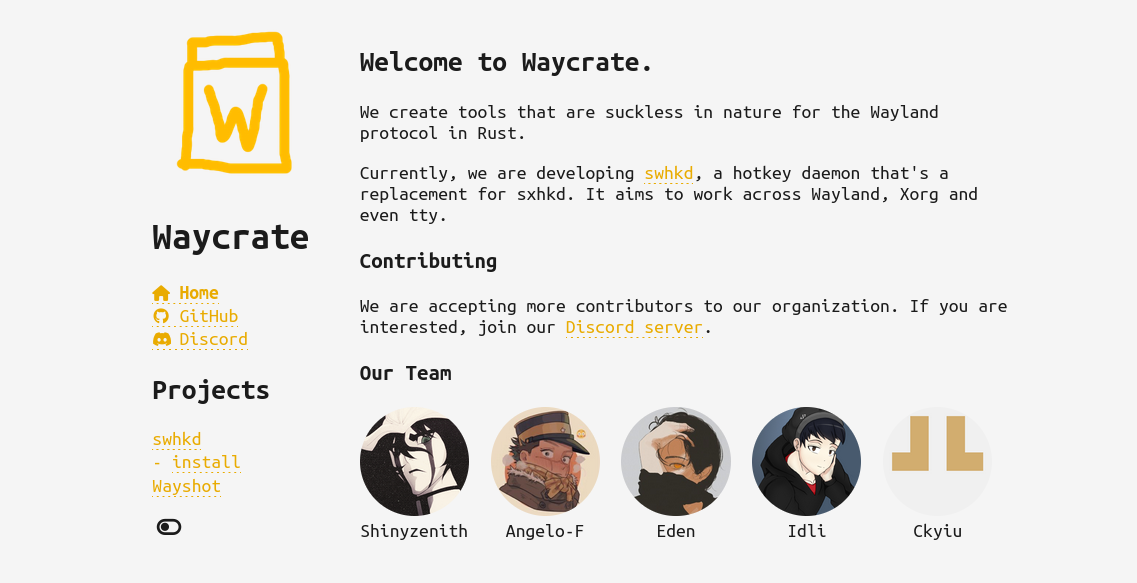 W
Waycrate
Home
GitHub
Discord
Projects
swhkd
- install
Wayshot
Welcome to Waycrate.
We create tools that are suckless in nature for the Wayland
protocol in Rust.
Currently, we are developing swhkd, a hotkey daemon that's a
replacement for sxhkd. It aims to work across Wayland, Xorg and
even tty.
Contributing
We are accepting more contributors to our organization. If you are
interested, join our Discord server.
Our Team
Shinyzenith Angelo-F Eden Idli Ckyiu